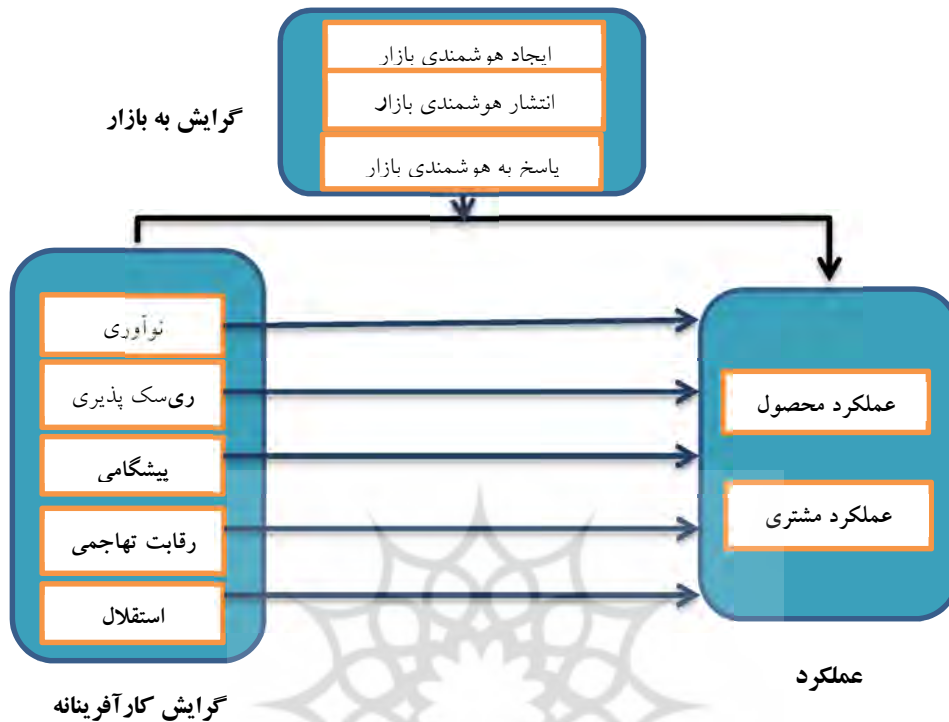 ایجاد هوشمندی بازار
انتشار هوشمندی بازار
پاسخ به هوشمندی بازار
گرایش به بازار
نوآوری
ریسک پذیری
پیشگامی
رقابت تهاجمی
استقلال
گرایش کارآفرینانه
عملکرد محصول
عملکرد مشتری
عملکرد